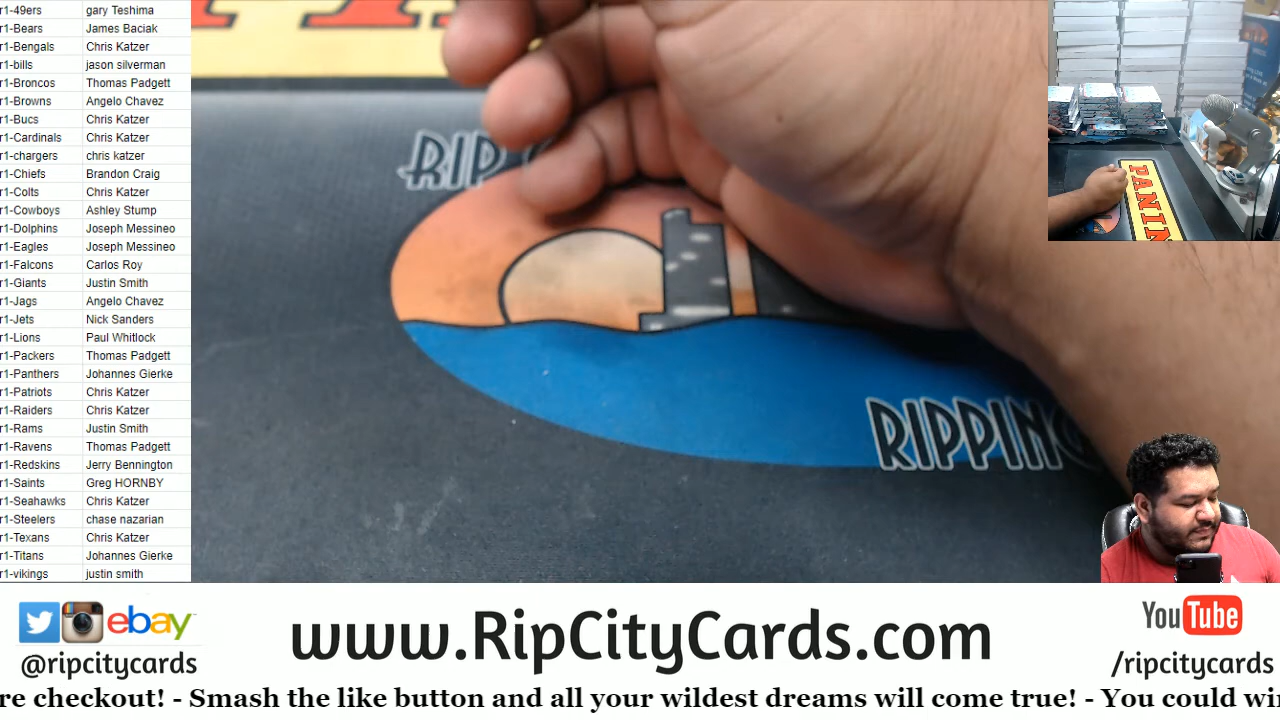 r1-49ers gary Teshima
r1-Bears James Baciak
r1-Bengals Chris Katzer
r1-bills jason silverman
r1-Broncos Thomas Padgett
r1-Browns Angelo Chavez
r1-Bucs Chris Katzer
r1-Cardinals Chris Katzer
r1-chargers chris katzer
r1-Chiefs Brandon Craig
r1-Colts Chris Katzer
r1-Cowboys Ashley Stump
r1-Dolphins Joseph Messineo
r1-Eagles Joseph Messineo
r1-Falcons Carlos Roy
r1-Giants Justin Smith
r1-Jags Angelo Chavez
r1-Jets Nick Sanders
r1-Lions Paul Whitlock
r1-Packers Thomas Padgett
r1-Panthers Johannes Gierke
r1-Patriots Chris Katzer
r1-Raiders Chris Katzer
r1-Rams Justin Smith
r1-Ravens Thomas Padgett
r1-Redskins Jerry Bennington
r1-Saints Greg HORNBY
r1-Seahawks Chris Katzer
r1-Steelers chase nazarian
r1-Texans Chris Katzer
r1-Titans Johannes Gierke
r1-vikings justin smith
RIP
RIPPING
PANIN
ebay
@ripcitycards
www.RipCityCards.com
YouTube
/ripcitycards
re checkout! - Smash the like button and all your wildest dreams will come true! - You could win